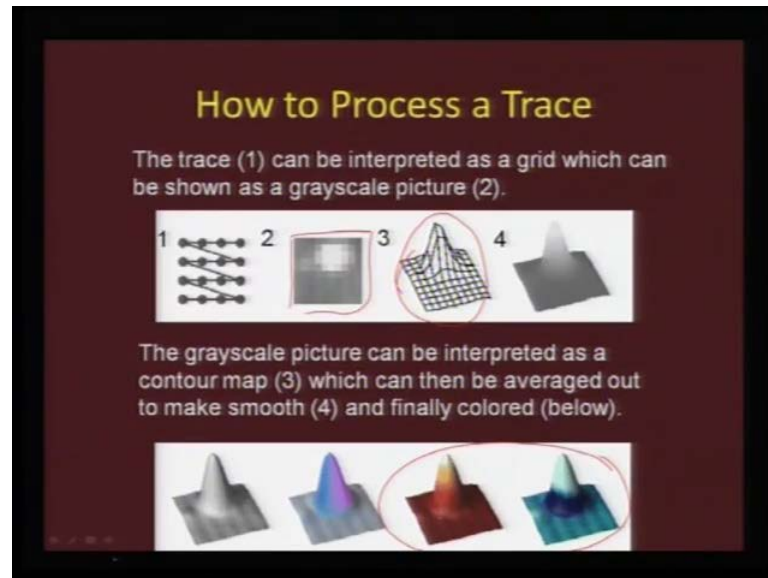 How to Process a Trace
The trace (1) can be interpreted as a grid which can
be shown as a grayscale picture (2).
1 2 3 4
The grayscale picture can be interpreted as a
contour map (3) which can then be averaged out
to make smooth (4) and finally colored (below).